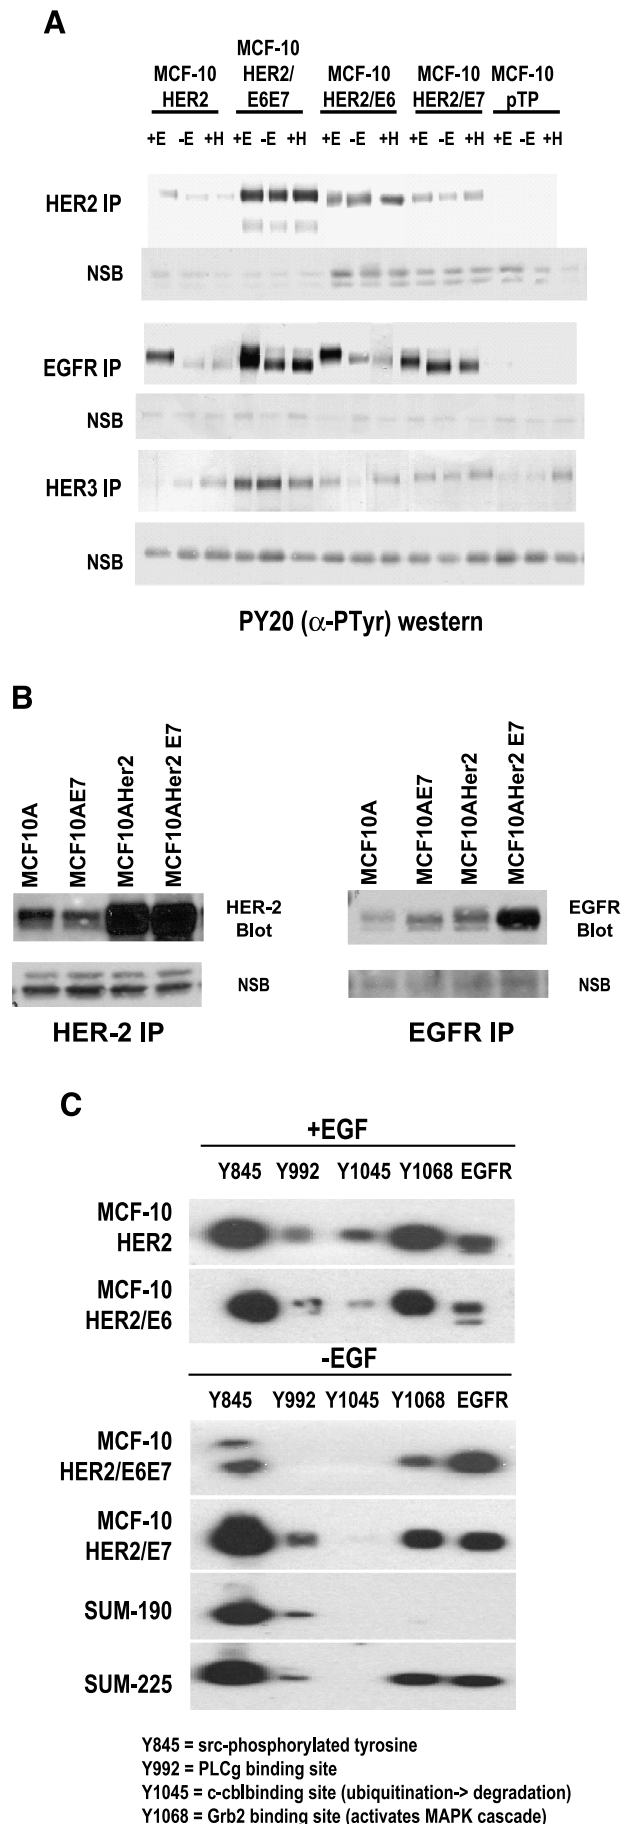 A
MCF-10 HER2
MCF-10 HER2/ E6E7
MCF-10 HER2/E6
MCF-10 HER2/E7
MCF-10 pTP
+E -E +H +E -E +H +E -E +H +E -E +H +E -E +H
HER2 IP
NSB
EGFR IP
NSB
HER3 IP
NSB
PY20 (α-PTyr) western
B
MCF10A
MCF10AE7
MCF10AHer2
MCF10AHer2 E7
HER-2 Blot
NSB
HER-2 IP
MCF10A
MCF10AE7
MCF10AHer2
MCF10AHer2 E7
EGFR Blot
NSB
EGFR IP
C
+EGF
Y845 Y992 Y1045 Y1068 EGFR
MCF-10
HER2
MCF-10
HER2/E6
-EGF
Y845 Y992 Y1045 Y1068 EGFR
MCF-10
HER2/E6E7
MCF-10
HER2/E7
SUM-190
SUM-225
Y845 = src-phosphorylated tyrosine
Y992 = PLCg binding site
Y1045 = c-cblbinding site (ubiquitination-> degradation)
Y1068 = Grb2 binding site (activates MAPK cascade)